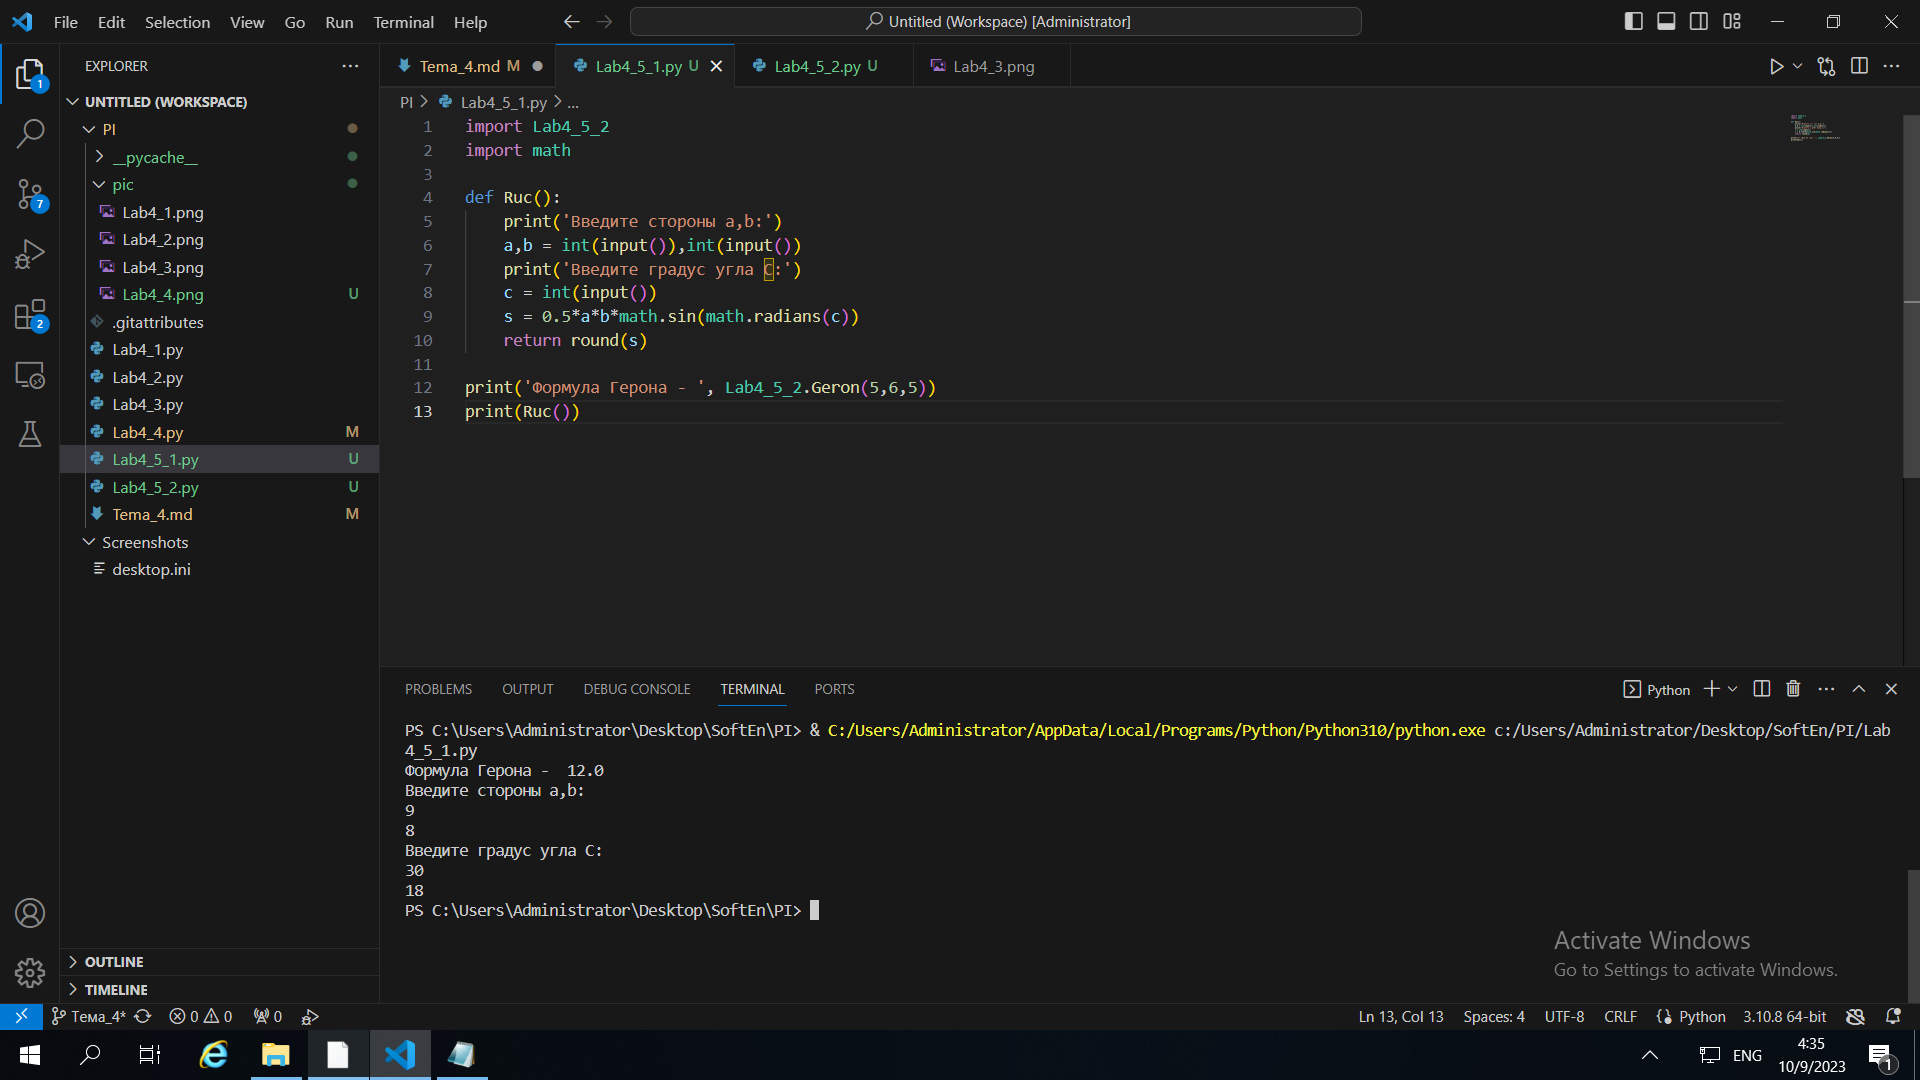 File Edit Selection View Go Run Terminal Help
Untitled (Workspace) [Administrator]
EXPLORER
Tema_4.md M
Lab4_5_1.py U
Lab4_5_2.py U
Lab4_3.png
UNTITLED (WORKSPACE)
PI
__pycache__
pic
Lab4_1.png
Lab4_2.png
Lab4_3.png
Lab4_4.png U
.gitattributes
Lab4_1.py
Lab4_2.py
Lab4_3.py
Lab4_4.py M
Lab4_5_1.py U
Lab4_5_2.py U
Tema_4.md M
Screenshots
desktop.ini
OUTLINE
TIMELINE
1
7
2
PI > Lab4_5_1.py > ...
1 import Lab4_5_2
2 import math
3
4 def Ruc():
5 print('Введите стороны a,b:')
6 a,b = int(input()),int(input())
7 print('Введите градус угла С:')
8 c = int(input())
9 s = 0.5*a*b*math.sin(math.radians(c))
10 return round(s)
11
12 print('Формула Герона - ', Lab4_5_2.Geron(5,6,5))
13 print(Ruc())
PROBLEMS OUTPUT DEBUG CONSOLE TERMINAL PORTS
Python
PS C:\Users\Administrator\Desktop\SoftEn\PI> & C:/Users/Administrator/AppData/Local/Programs/Python/Python310/python.exe c:/Users/Administrator/Desktop/SoftEn/PI/Lab
4_5_1.py
Формула Герона -  12.0
Введите стороны a,b:
9
8
Введите градус угла С:
30
18
PS C:\Users\Administrator\Desktop\SoftEn\PI>
Activate Windows
Go to Settings to activate Windows.
Тема_4* 0 0 0
Ln 13, Col 13 Spaces: 4 UTF-8 CRLF Python 3.10.8 64-bit
ENG
4:35
10/9/2023
1